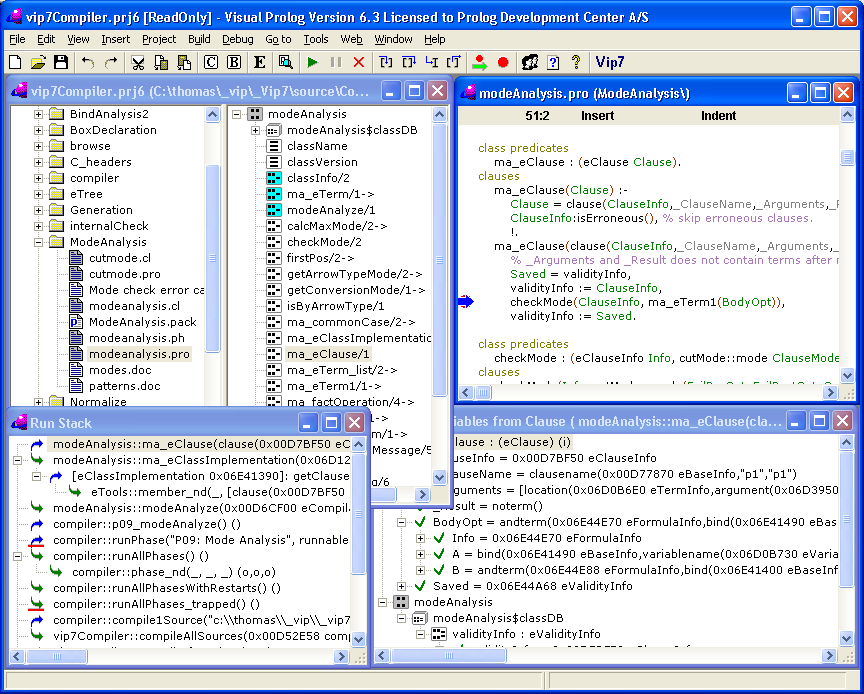 vip7Compiler.prj6 [ReadOnly] - Visual Prolog Version 6.3 Licensed to Prolog Development Center A/S
File Edit View Insert Project Build Debug Go to Tools Web Window Help
C B E Vip7
vip7Compiler.prj6 (C:\thomas\_vip\_Vip7\source\Co...
BindAnalysis2
BoxDeclaration
browse
C_headers
compiler
eTree
Generation
internalCheck
ModeAnalysis
cutmode.cl
cutmode.pro
Mode check error ca
modeanalysis.cl
ModeAnalysis.pack
modeanalysis.ph
modeanalysis.pro
modes.doc
patterns.doc
Normalize
modeAnalysis
modeAnalysis$classDB
className
classVersion
classInfo/2
ma_eTerm/1->
modeAnalyze/1
calcMaxMode/2->
checkMode/2
firstPos/2->
getArrowTypeMode/2->
getConversionMode/1->
isByArrowType/1
ma_commonCase/2->
ma_eClassImplementatic
ma_eClause/1
ma_eTerm_list/2->
ma_eTerm1/1->
ma_factOperation/4->
m/1->
Message/5
g/6
modeAnalysis.pro (ModeAnalysis\)
51:2 Insert Indent
class predicates
ma_eClause : (eClause Clause).
clauses
ma_eClause(Clause) :-
Clause = clause(ClauseInfo,_ClauseName,_Arguments,_F
ClauseInfo:isErroneous(), % skip erroneous clauses.
!.
ma_eClause(clause(ClauseInfo,_ClauseName,_Arguments,_
% _Arguments and _Result does not contain terms after r
Saved = validityInfo,
validityInfo := ClauseInfo,
checkMode(ClauseInfo, ma_eTerm1(BodyOpt)),
validityInfo := Saved.
class predicates
checkMode : (eClauseInfo Info, cutMode::mode ClauseMode
clauses
Run Stack
modeAnalysis::ma_eClause(clause(0x00D7BF50 eC
modeAnalysis::ma_eClassImplementation(0x06D12
[eClassImplementation 0x06E41390]: getClause
eTools::member_nd(_, [clause(0x00D7BF50
modeAnalysis::modeAnalyze(0x00D6CF00 eCompila
compiler::p09_modeAnalyze() ()
compiler::runPhase("P09: Mode Analysis", runnable
compiler::runAllPhases() ()
compiler::phase_nd(_, _, _) (o,o,o)
compiler::runAllPhasesWithRestarts() ()
compiler::runAllPhases_trapped() ()
compiler::compile1Source("c:\\thomas\\_vip\\_vip7
vip7Compiler::compileAllSources(0x00D52E58 comp
iables from Clause ( modeAnalysis::ma_eClause(cla...
lause : (eClause) (i)
useInfo = 0x00D7BF50 eClauseInfo
auseName = clausename(0x00D77870 eBaseInfo,"p1","p1")
guments = [location(0x06D0B6E0 eTermInfo,argument(0x06D3950
_Result = noterm()
BodyOpt = andterm(0x06E44E70 eFormulaInfo,bind(0x06E41490 eBas
Info = 0x06E44E70 eFormulaInfo
A = bind(0x06E41490 eBaseInfo,variablename(0x06D0B730 eVaria
B = andterm(0x06E44E88 eFormulaInfo,bind(0x06E41400 eBaseInf
Saved = 0x06E44A68 eValidityInfo
modeAnalysis
modeAnalysis$classDB
validityInfo : eValidityInfo